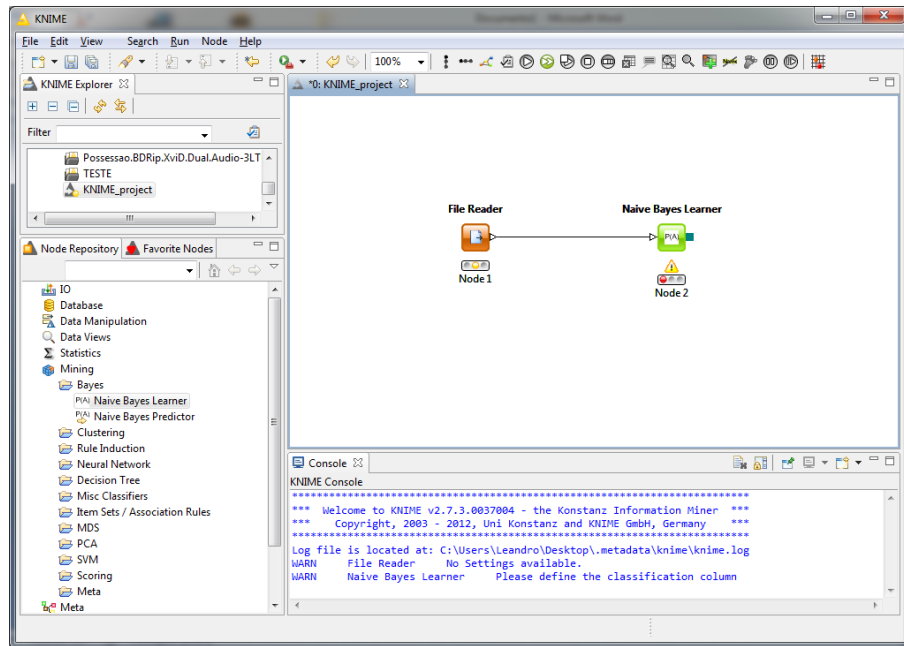 KNIME
Documento1 - Microsoft Word
File Edit View Search Run Node Help
100%
KNIME Explorer
Filter
Possessao.BDRip.XviD.Dual.Audio-3LT
TESTE
KNIME_project
Node Repository Favorite Nodes
IO
Database
Data Manipulation
Data Views
Statistics
Mining
Bayes
P(A) Naive Bayes Learner
P(A) Naive Bayes Predictor
Clustering
Rule Induction
Neural Network
Decision Tree
Misc Classifiers
Item Sets / Association Rules
MDS
PCA
SVM
Scoring
Meta
Meta
*0: KNIME_project
File Reader
Node 1
Naive Bayes Learner
P(A)
Node 2
Console
KNIME Console
***********************************************************************
*** Welcome to KNIME v2.7.3.0037004 - the Konstanz Information Miner ***
*** Copyright, 2003 - 2012, Uni Konstanz and KNIME GmbH, Germany ***
***********************************************************************
Log file is located at: C:\Users\Leandro\Desktop\.metadata\knime\knime.log
WARN File Reader No Settings available.
WARN Naive Bayes Learner Please define the classification column